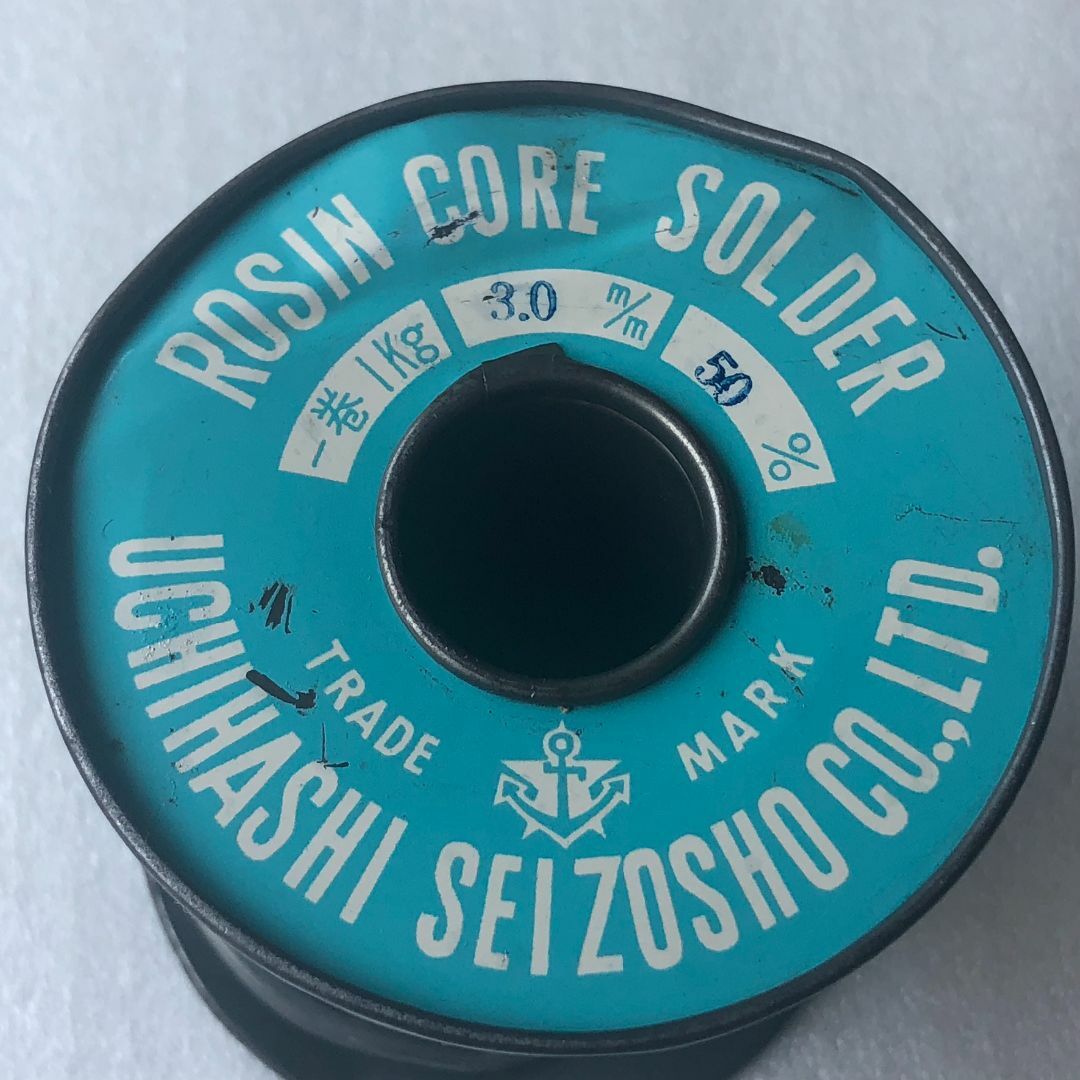 ROSIN CORE SOLDER
一巻 1Kg
3.0 m/m
50 %
TRADE MARK
UCHIHASHI SEIZOSHO CO.,LTD.